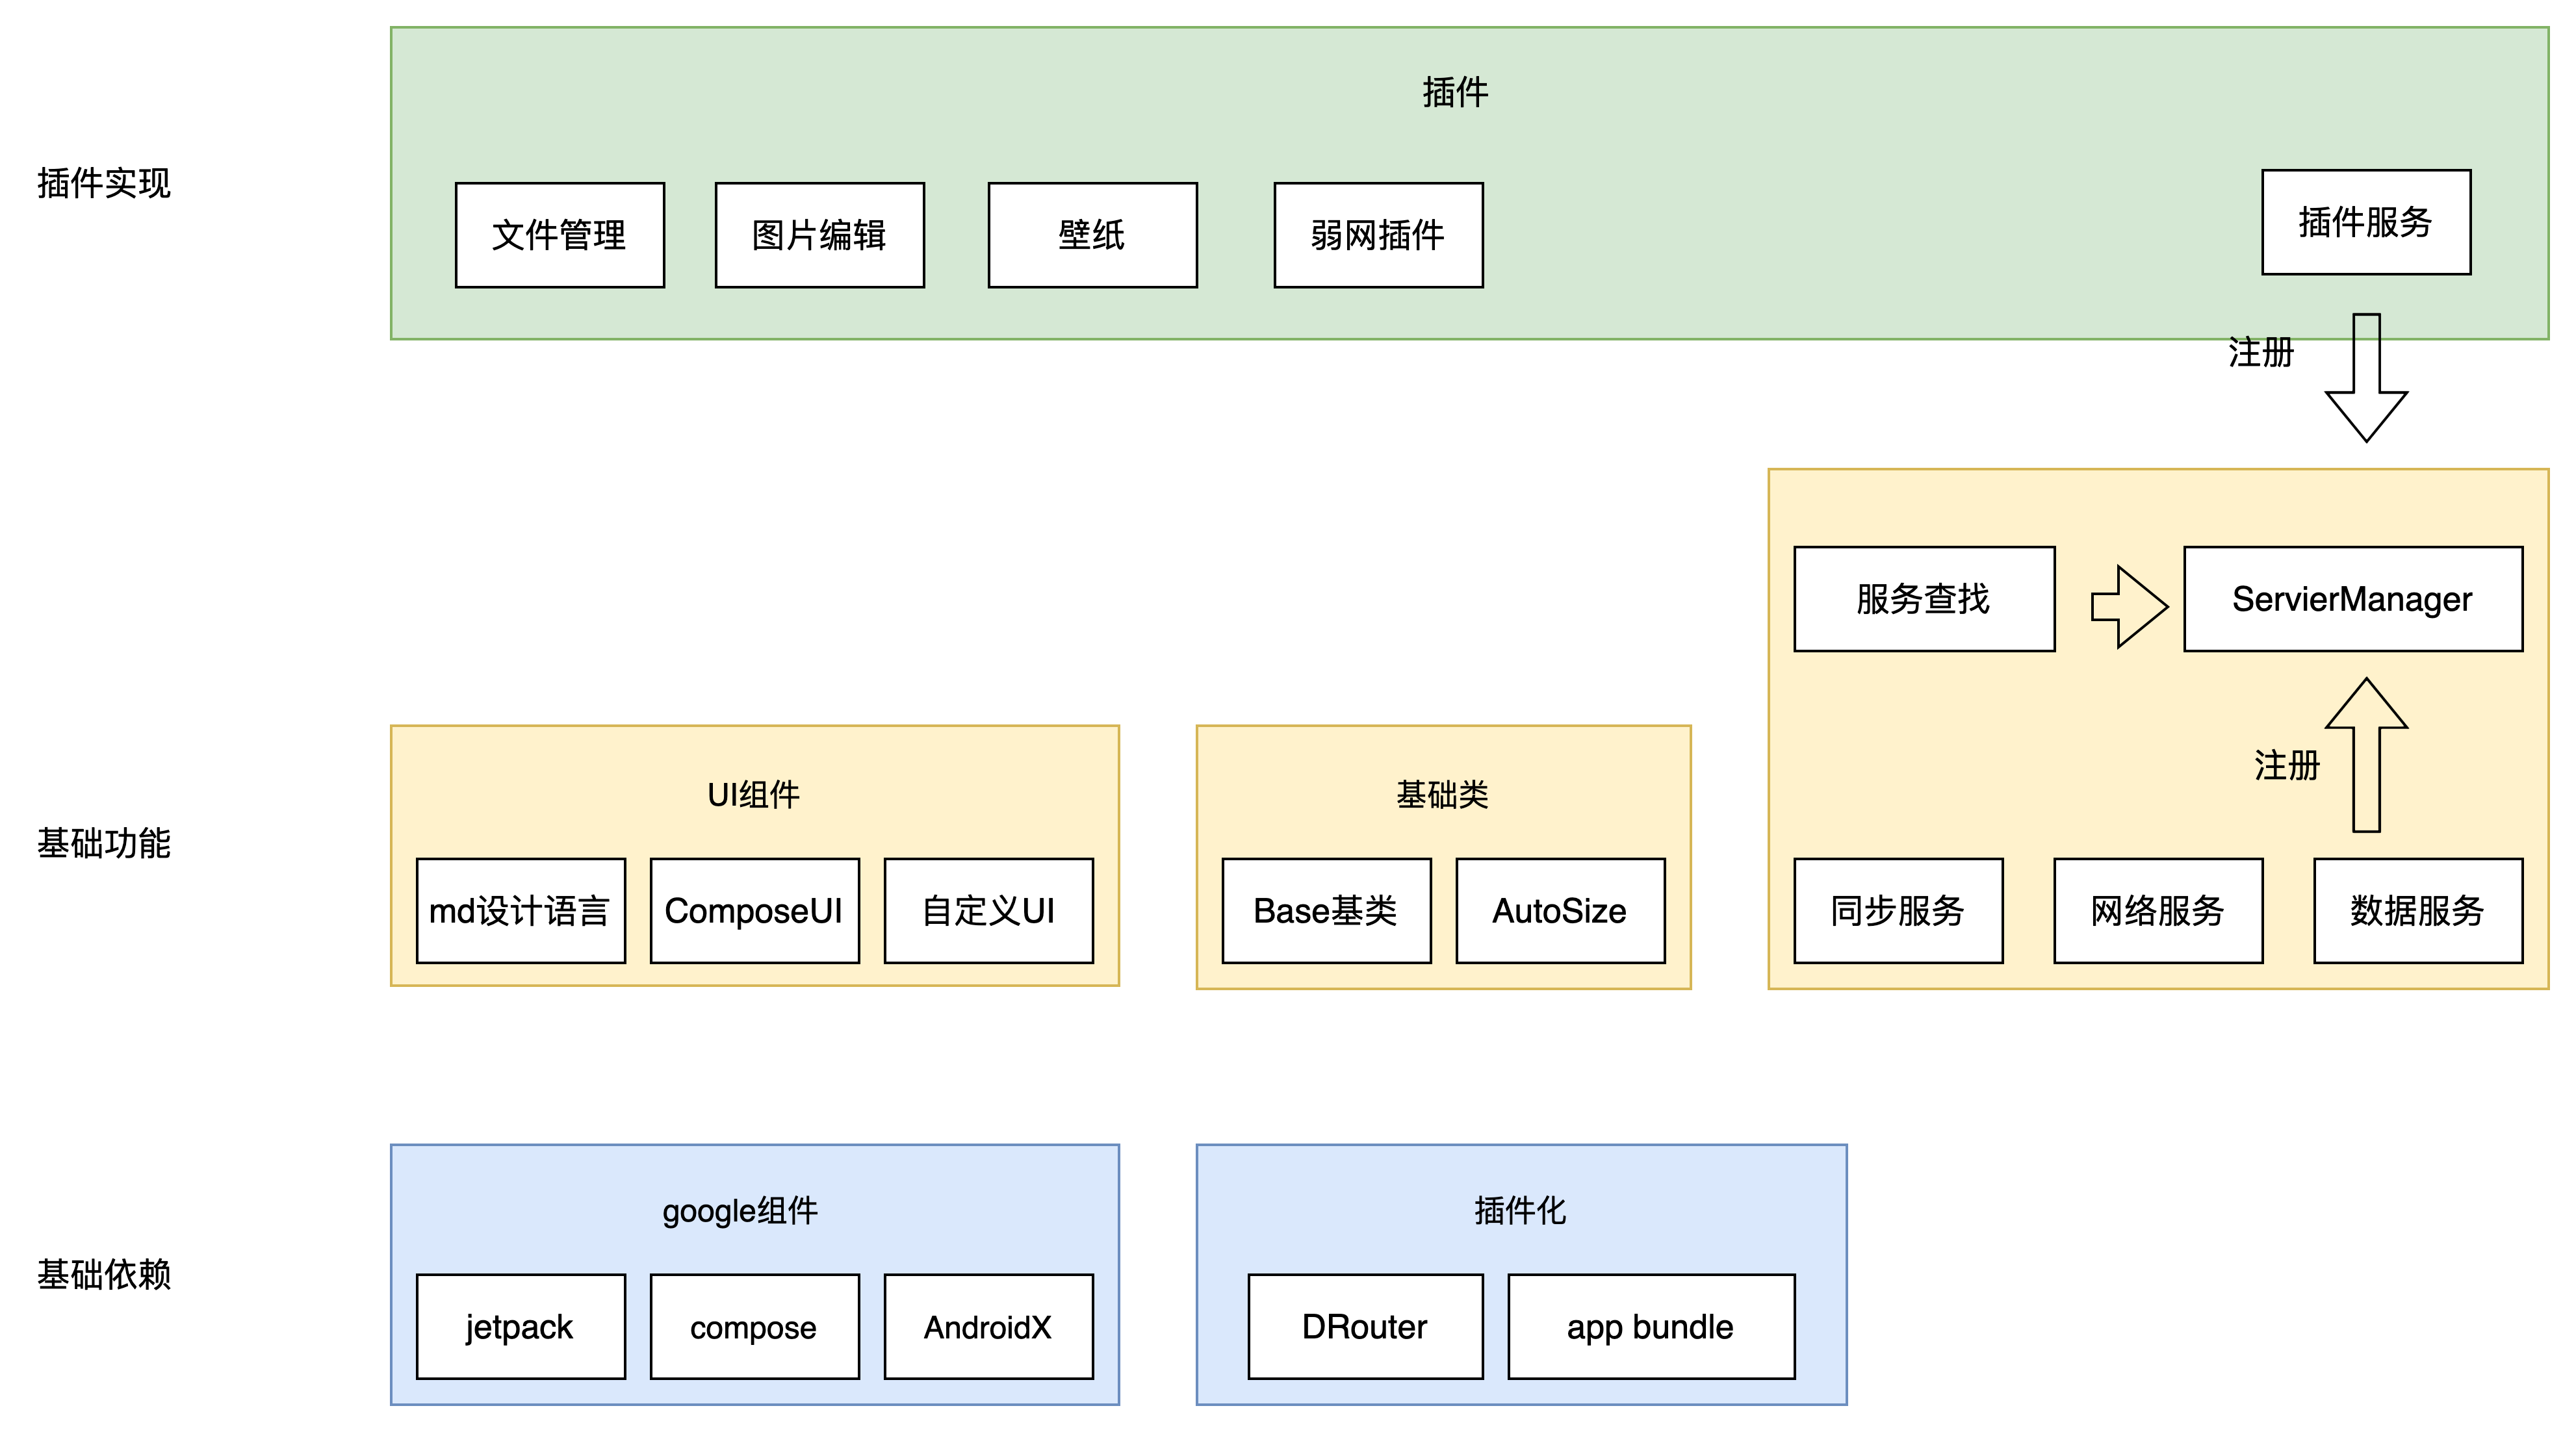 插件
插件实现
文件管理
图片编辑
壁纸
弱网插件
插件服务
注册
服务查找
ServierManager
注册
UI组件
基础类
基础功能
md设计语言
ComposeUI
自定义UI
Base基类
AutoSize
同步服务
网络服务
数据服务
google组件
插件化
基础依赖
jetpack
compose
AndroidX
DRouter
app bundle